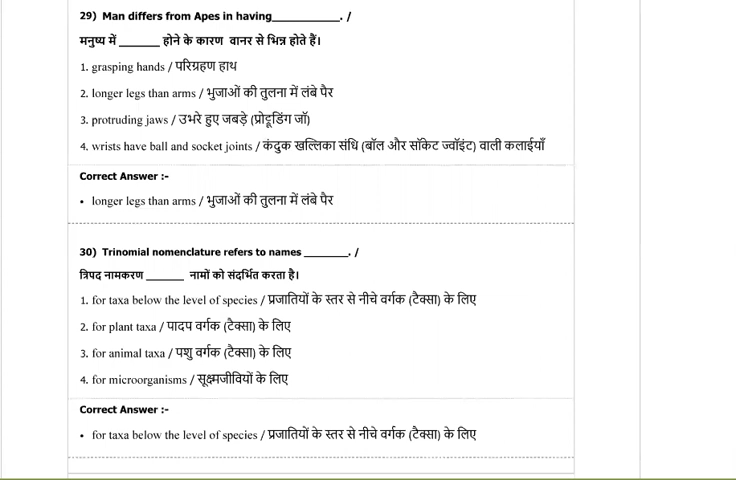 29) Man differs from Apes in having____________. /
मनुष्य में _______ होने के कारण वानर से भिन्न होते हैं।
1. grasping hands / परिग्रहण हाथ
2. longer legs than arms / भुजाओं की तुलना में लंबे पैर
3. protruding jaws / उभरे हुए जबड़े (प्रोट्रूडिंग जॉ)
4. wrists have ball and socket joints / कंदुक खल्लिका संधि (बॉल और सॉकेट ज्वॉइंट) वाली कलाईयाँ
Correct Answer :-
• longer legs than arms / भुजाओं की तुलना में लंबे पैर
30) Trinomial nomenclature refers to names ________. /
त्रिपद नामकरण _______ नामों को संदर्भित करता है।
1. for taxa below the level of species / प्रजातियों के स्तर से नीचे वर्गक (टैक्सा) के लिए
2. for plant taxa / पादप वर्गक (टैक्सा) के लिए
3. for animal taxa / पशु वर्गक (टैक्सा) के लिए
4. for microorganisms / सूक्ष्मजीवियों के लिए
Correct Answer :-
• for taxa below the level of species / प्रजातियों के स्तर से नीचे वर्गक (टैक्सा) के लिए